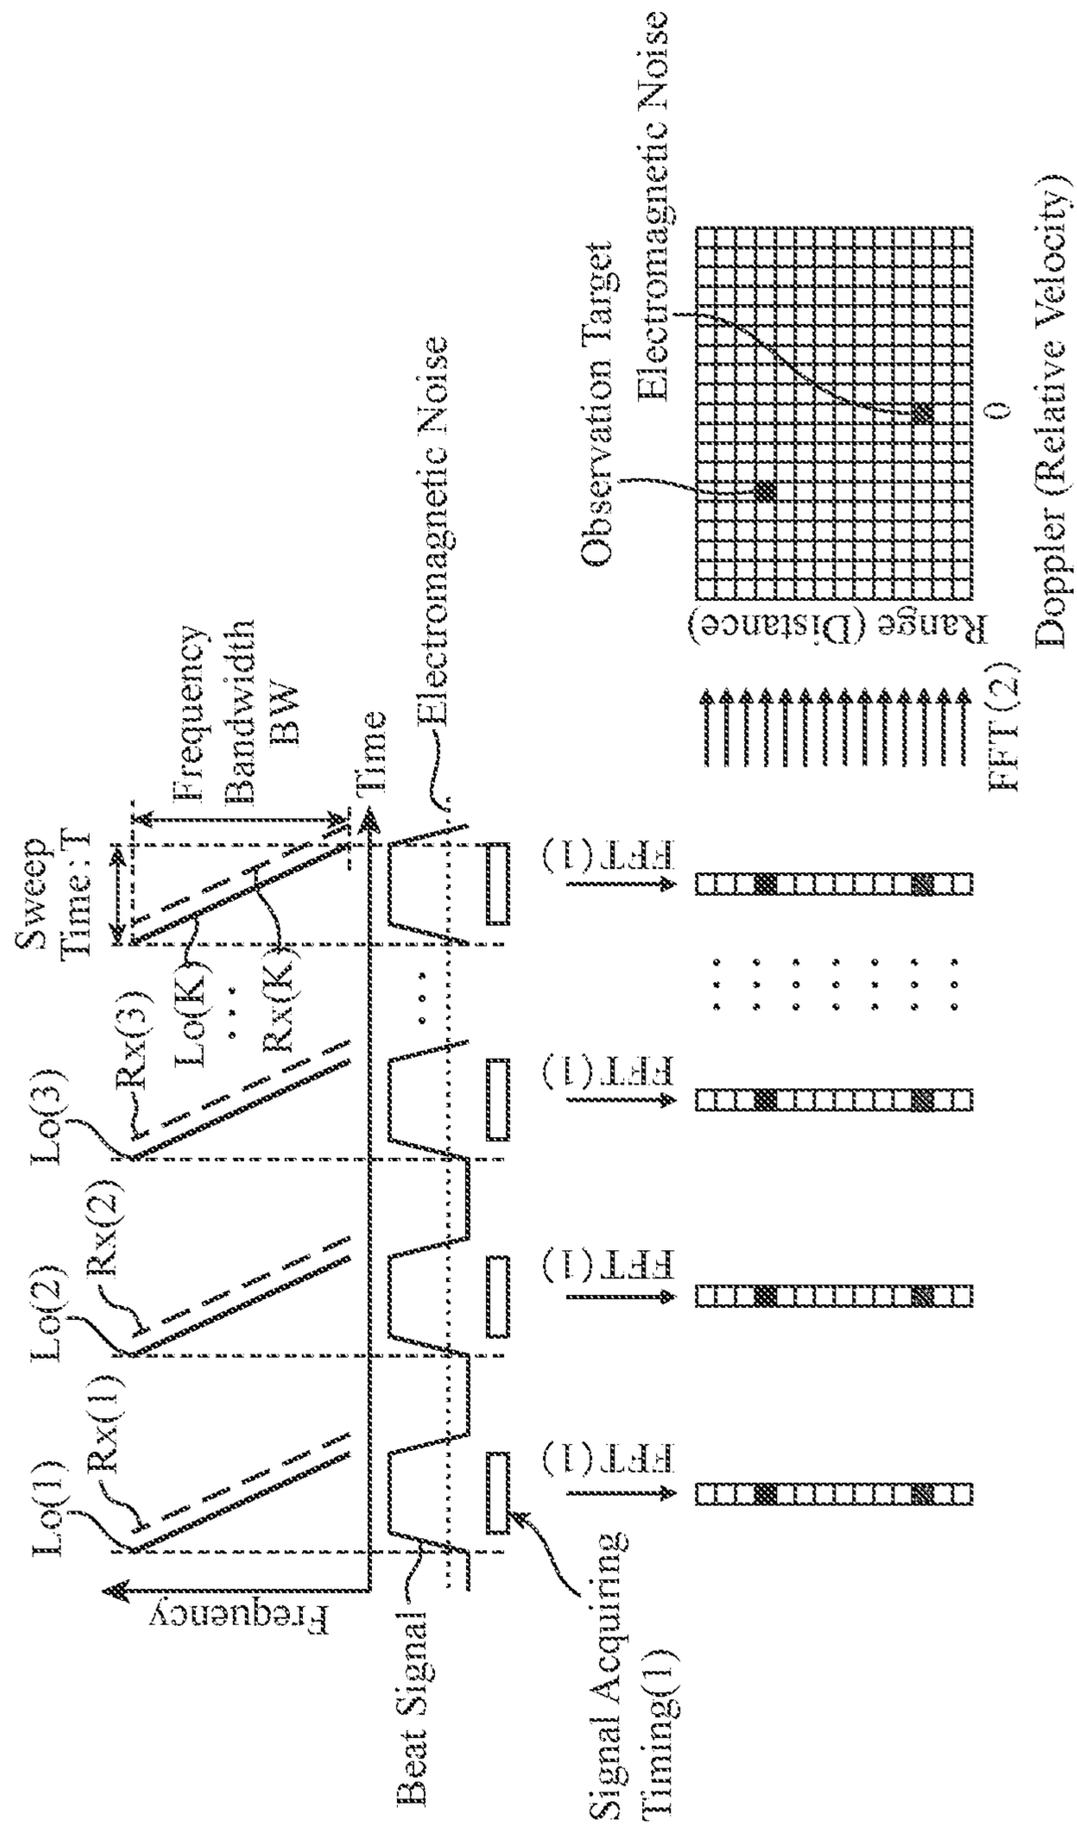 Lo(1)
Rx(1)
Lo(2)
Rx(2)
Lo(3)
Rx(3)
Lo(K)
Rx(K)
Sweep
Time:T
Frequency
Bandwidth
BW
Frequency
Time
Beat Signal
Electromagnetic Noise
Signal Acquiring
Timing(1)
FFT(1)
FFT(1)
FFT(1)
FFT(1)
FFT(2)
Observation Target
Electromagnetic Noise
Range (Distance)
0
Doppler (Relative Velocity)